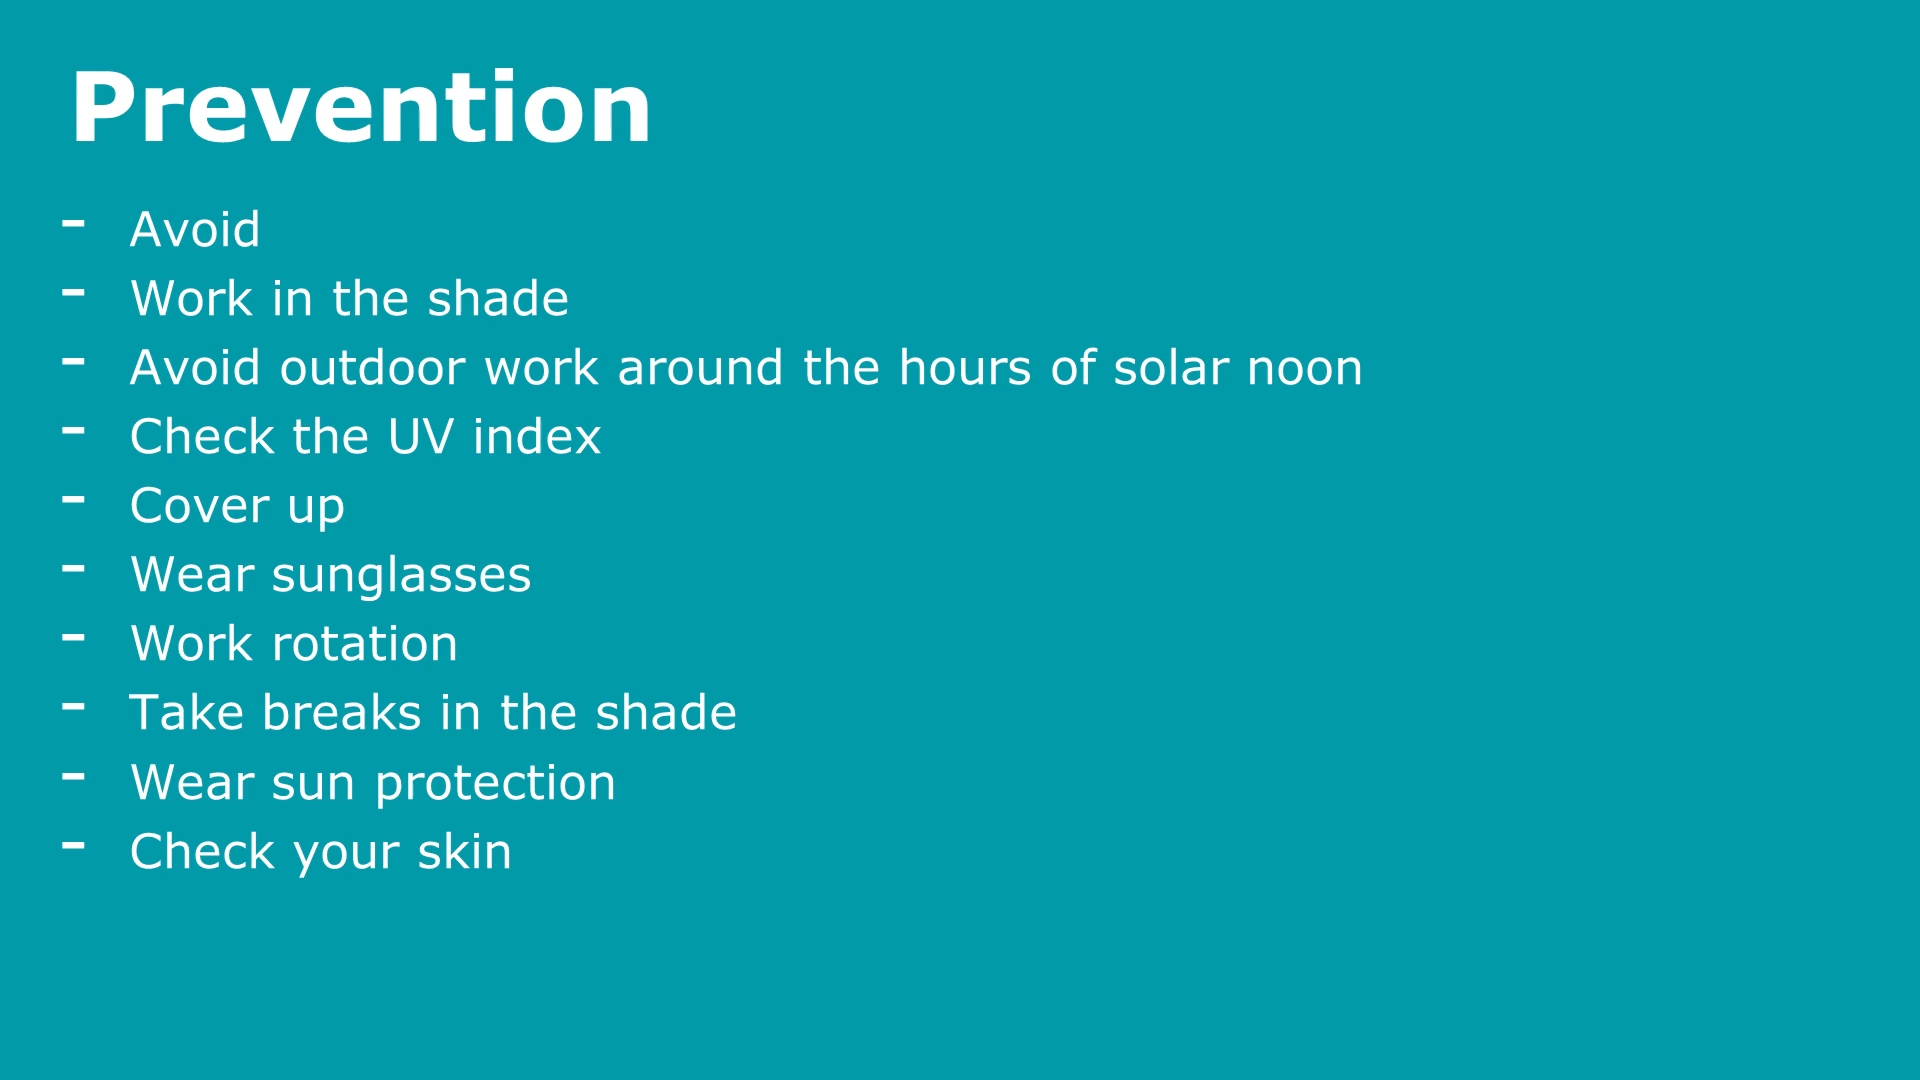 Prevention
- Avoid
- Work in the shade
- Avoid outdoor work around the hours of solar noon
- Check the UV index
- Cover up
- Wear sunglasses
- Work rotation
- Take breaks in the shade
- Wear sun protection
- Check your skin